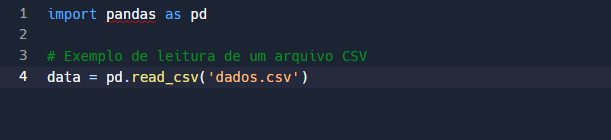 1 import pandas as pd
2
3 # Exemplo de leitura de um arquivo CSV
4 data = pd.read_csv('dados.csv')